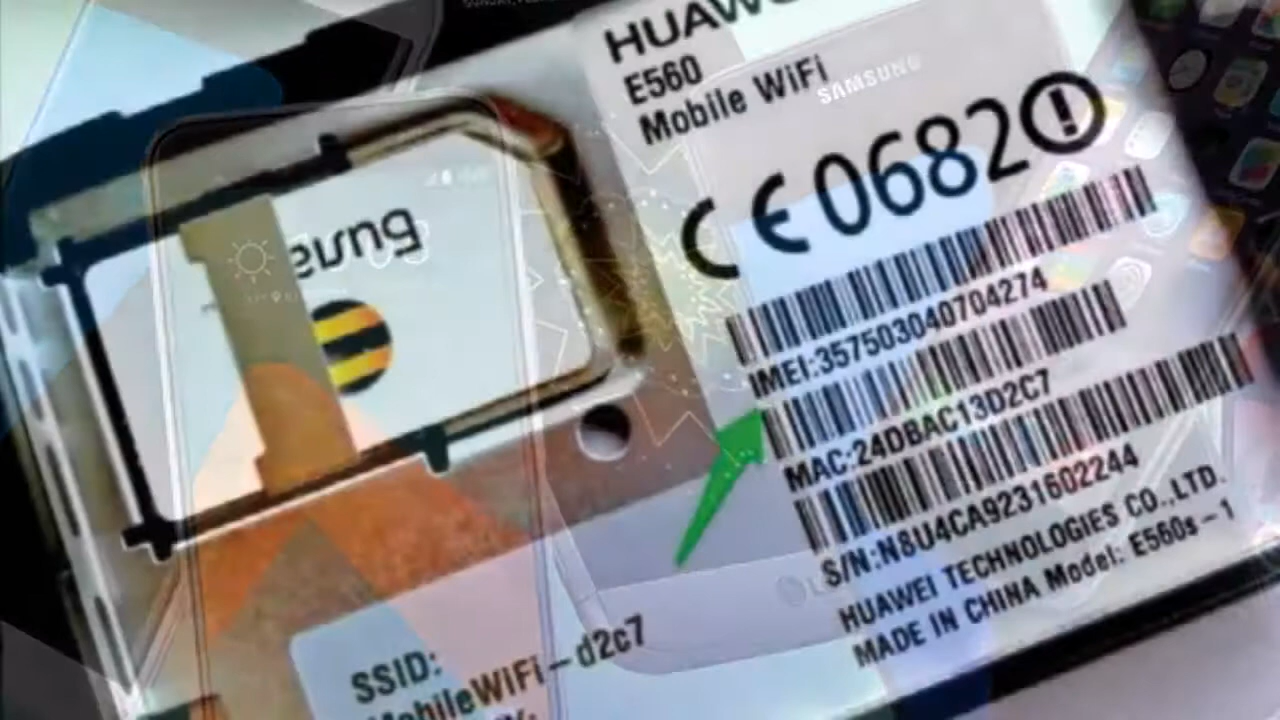 HUAWEI
E560
Mobile WiFi
SAMSUNG
CE0682
IMEI:357503040704274
MAC:24DBAC13D2C7
S/N:N8U4CA9231602244
HUAWEI TECHNOLOGIES CO.,LTD.
MADE IN CHINA Model: E560s-1
SSID:
MobileWiFi-d2c7